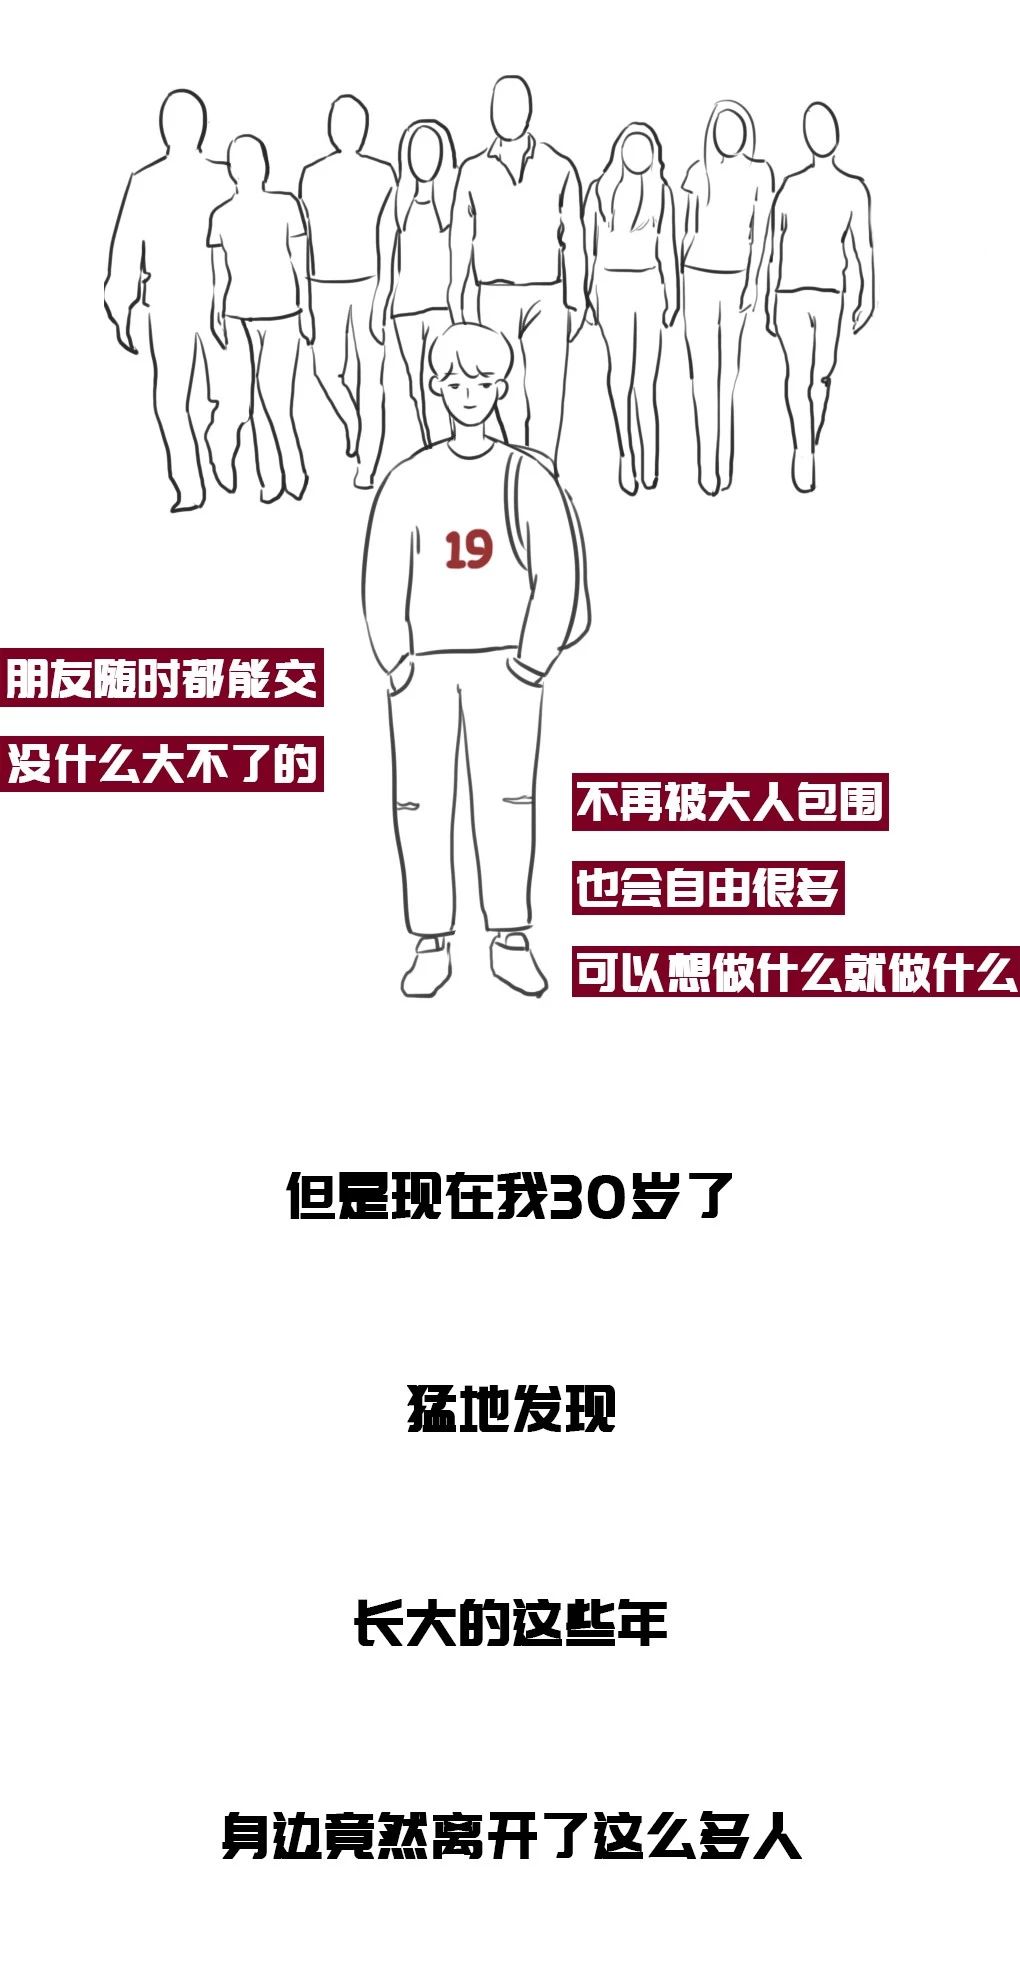 19
朋友随时都能交
没什么大不了的
不再被大人包围
也会自由很多
可以想做什么就做什么
但是现在我30岁了
猛地发现
长大的这些年
身边竟然离开了这么多人